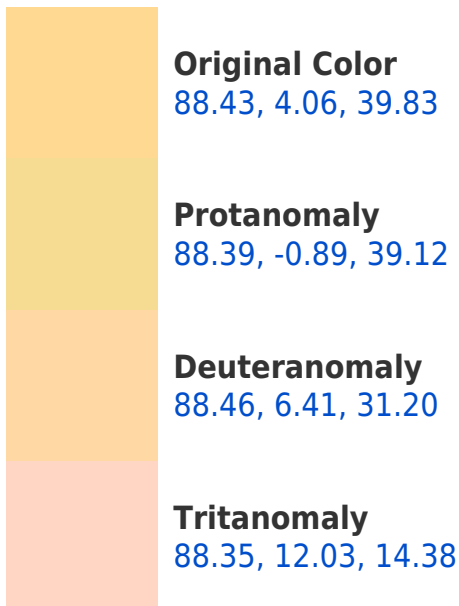 Original Color
88.43, 4.06, 39.83
Protanomaly
88.39, -0.89, 39.12
Deuteranomaly
88.46, 6.41, 31.20
Tritanomaly
88.35, 12.03, 14.38